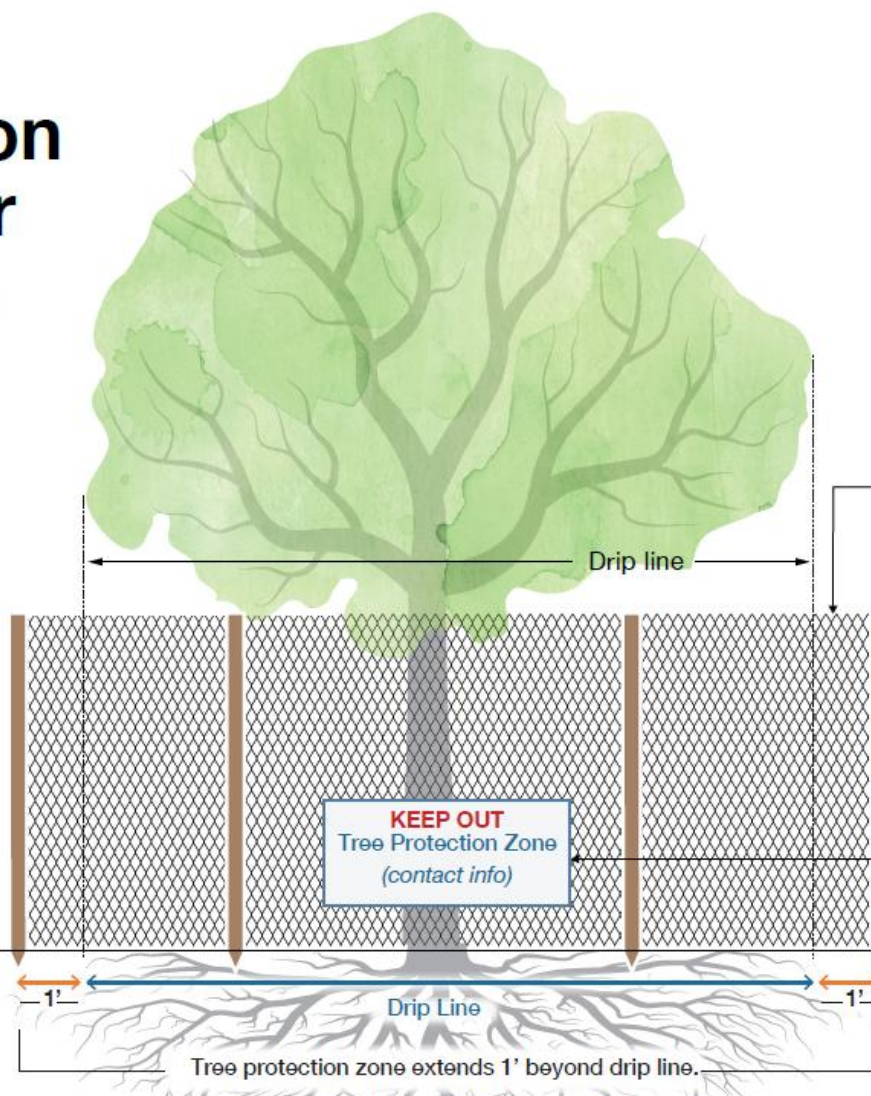 on
r
Drip line
KEEP OUT
Tree Protection Zone
(contact info)
1'
Drip Line
1'
Tree protection zone extends 1' beyond drip line.